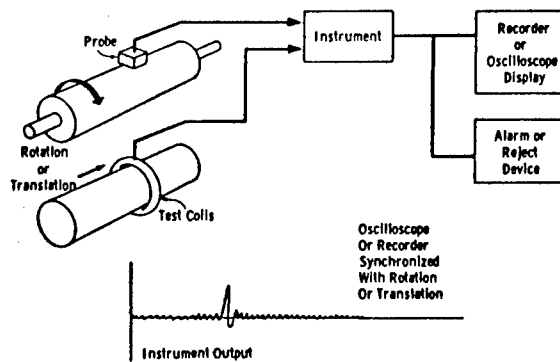 Probe
Instrument
Recorder
or
Oscilloscope
Display
Rotation
or
Translation
Alarm or
Reject
Device
Test Coils
Oscilloscope
Or Recorder
Synchronized
With Rotation
Or Translation
Instrument Output